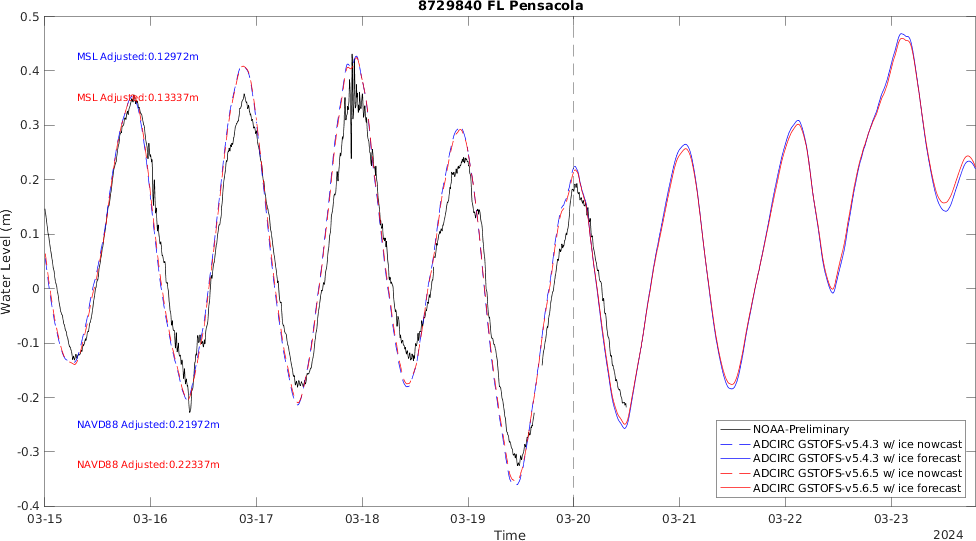 8729840 FL Pensacola
0.5
0.4
0.3
0.2
0.1
0
-0.1
-0.2
-0.3
-0.4
Water Level (m)
MSL Adjusted:0.12972m
MSL Adjusted:0.13337m
NAVD88 Adjusted:0.21972m
NAVD88 Adjusted:0.22337m
NOAA-Preliminary
ADCIRC GSTOFS-v5.4.3 w/ ice nowcast
ADCIRC GSTOFS-v5.4.3 w/ ice forecast
ADCIRC GSTOFS-v5.6.5 w/ ice nowcast
ADCIRC GSTOFS-v5.6.5 w/ ice forecast
03-15 03-16 03-17 03-18 03-19 03-20 03-21 03-22 03-23
Time
2024